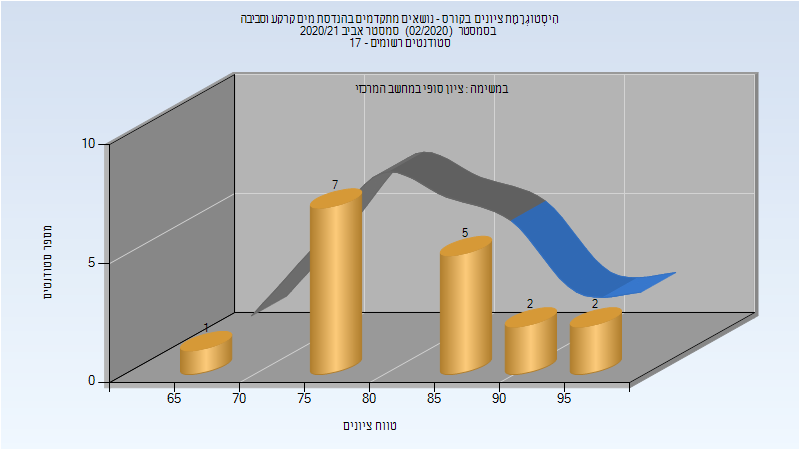 היסטוגרמת ציונים בקורס - נושאים מתקדמים בהנדסת מים קרקע וסביבה
בסמסטר (02/2020) סמסטר אביב 2020/21
סטודנטים רשומים - 17
במשימה : ציון סופי במחשב המרכזי
מספר סטודנטים
10
5
0
1
7
5
2
2
65
70
75
80
85
90
95
טווח ציונים